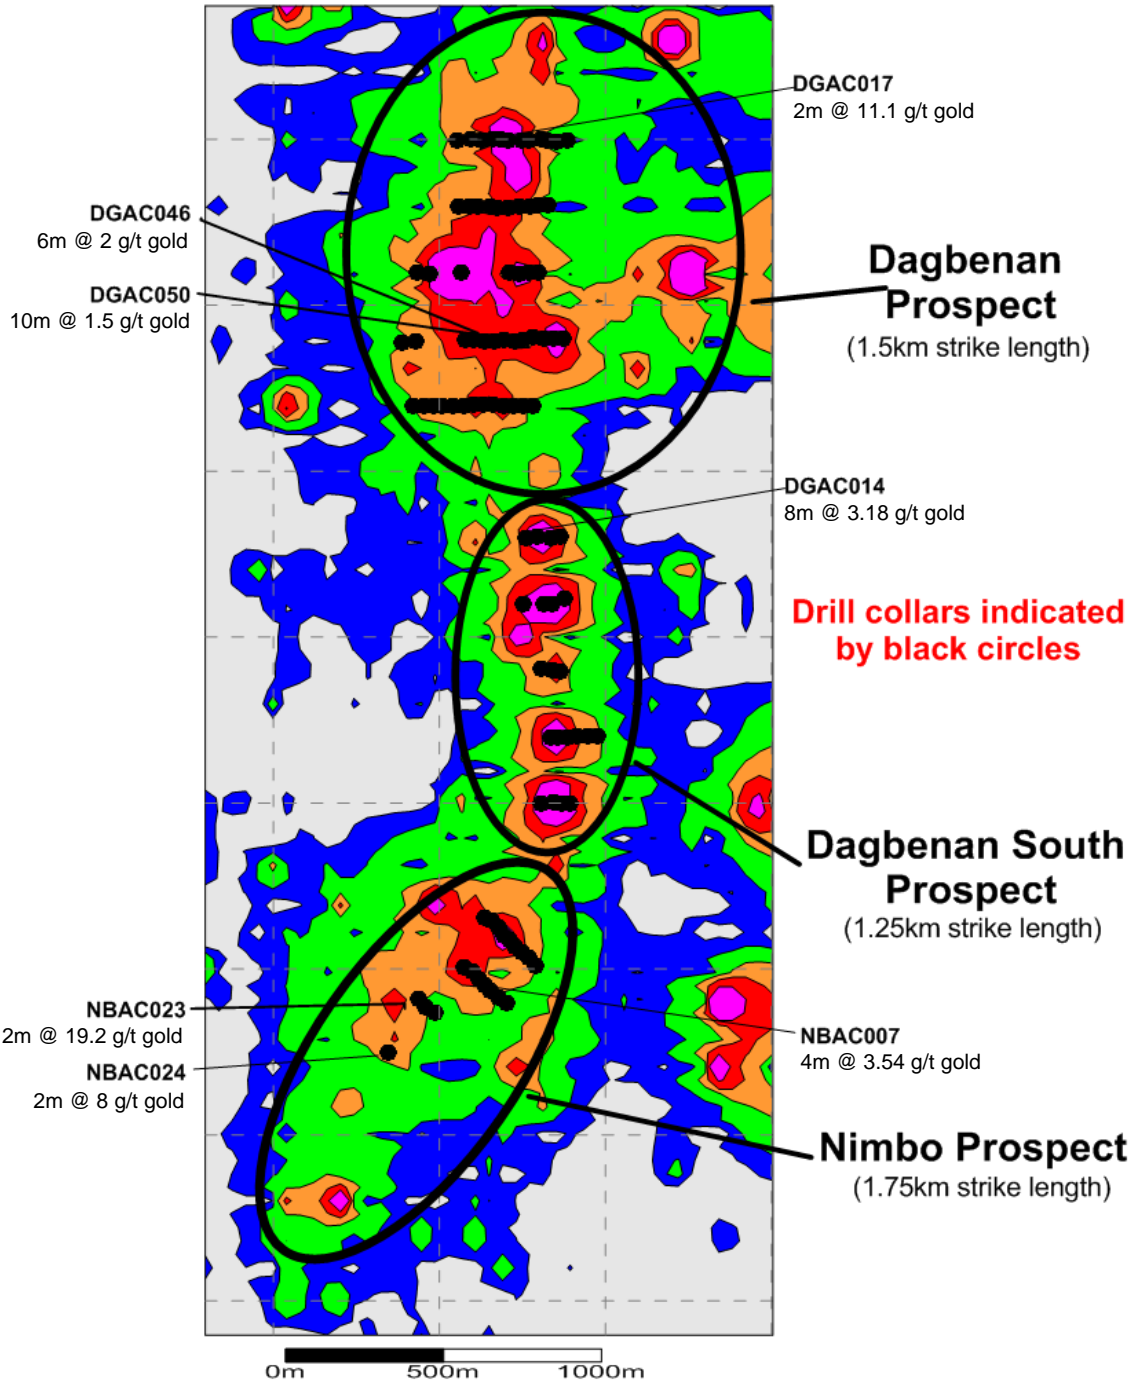 DGAC017
2m @ 11.1 g/t gold
DGAC046
6m @ 2 g/t gold
DGAC050
10m @ 1.5 g/t gold
Dagbenan
Prospect
(1.5km strike length)
DGAC014
8m @ 3.18 g/t gold
Drill collars indicated
by black circles
Dagbenan South
Prospect
(1.25km strike length)
NBAC023
2m @ 19.2 g/t gold
NBAC024
2m @ 8 g/t gold
NBAC007
4m @ 3.54 g/t gold
Nimbo Prospect
(1.75km strike length)
0m 500m 1000m